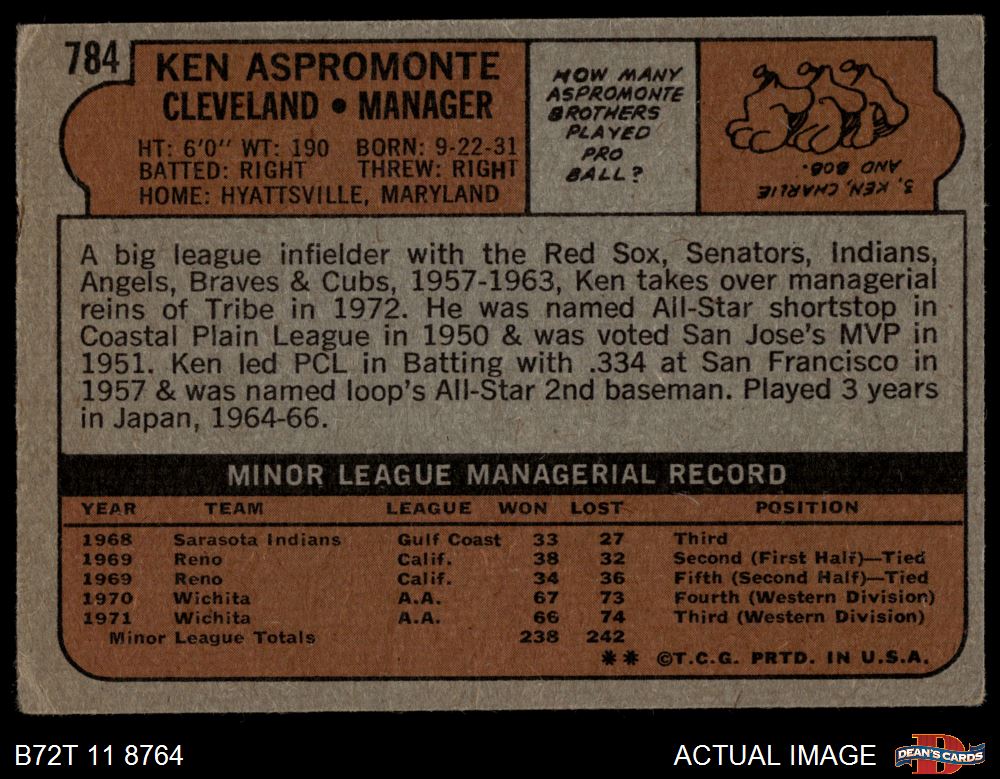 784
KEN ASPROMONTE
CLEVELAND • MANAGER
HT: 6'0" WT: 190 BORN: 9-22-31
BATTED: RIGHT THREW: RIGHT
HOME: HYATTSVILLE, MARYLAND
HOW MANY
ASPROMONTE
BROTHERS
PLAYED
PRO
BALL?
3, KEN, CHARLIE
AND BOB.
A big league infielder with the Red Sox, Senators, Indians,
Angels, Braves & Cubs, 1957-1963, Ken takes over managerial
reins of Tribe in 1972. He was named All-Star shortstop in
Coastal Plain League in 1950 & was voted San Jose's MVP in
1951. Ken led PCL in Batting with .334 at San Francisco in
1957 & was named loop's All-Star 2nd baseman. Played 3 years
in Japan, 1964-66.
MINOR LEAGUE MANAGERIAL RECORD
YEAR TEAM LEAGUE WON LOST POSITION
1968 Sarasota Indians Gulf Coast 33 27 Third
1969 Reno Calif. 38 32 Second (First Half)—Tied
1969 Reno Calif. 34 36 Fifth (Second Half)—Tied
1970 Wichita A.A. 67 73 Fourth (Western Division)
1971 Wichita A.A. 66 74 Third (Western Division)
Minor League Totals 238 242
** ©T.C.G. PRTD. IN U.S.A.
B72T 11 8764
ACTUAL IMAGE
DEAN'S CARDS